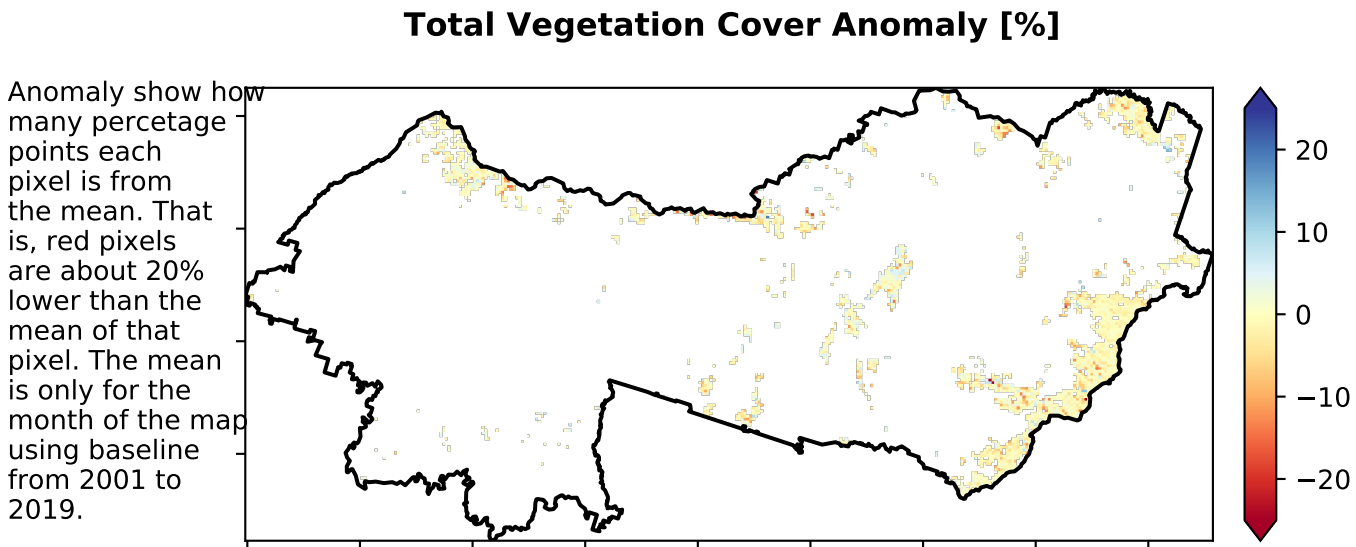 Total Vegetation Cover Anomaly [%]
Anomaly show how
many percetage
points each
pixel is from
the mean. That
is, red pixels
are about 20%
lower than the
mean of that
pixel. The mean
is only for the
month of the map
using baseline
from 2001 to
2019.
20
10
0
−10
−20